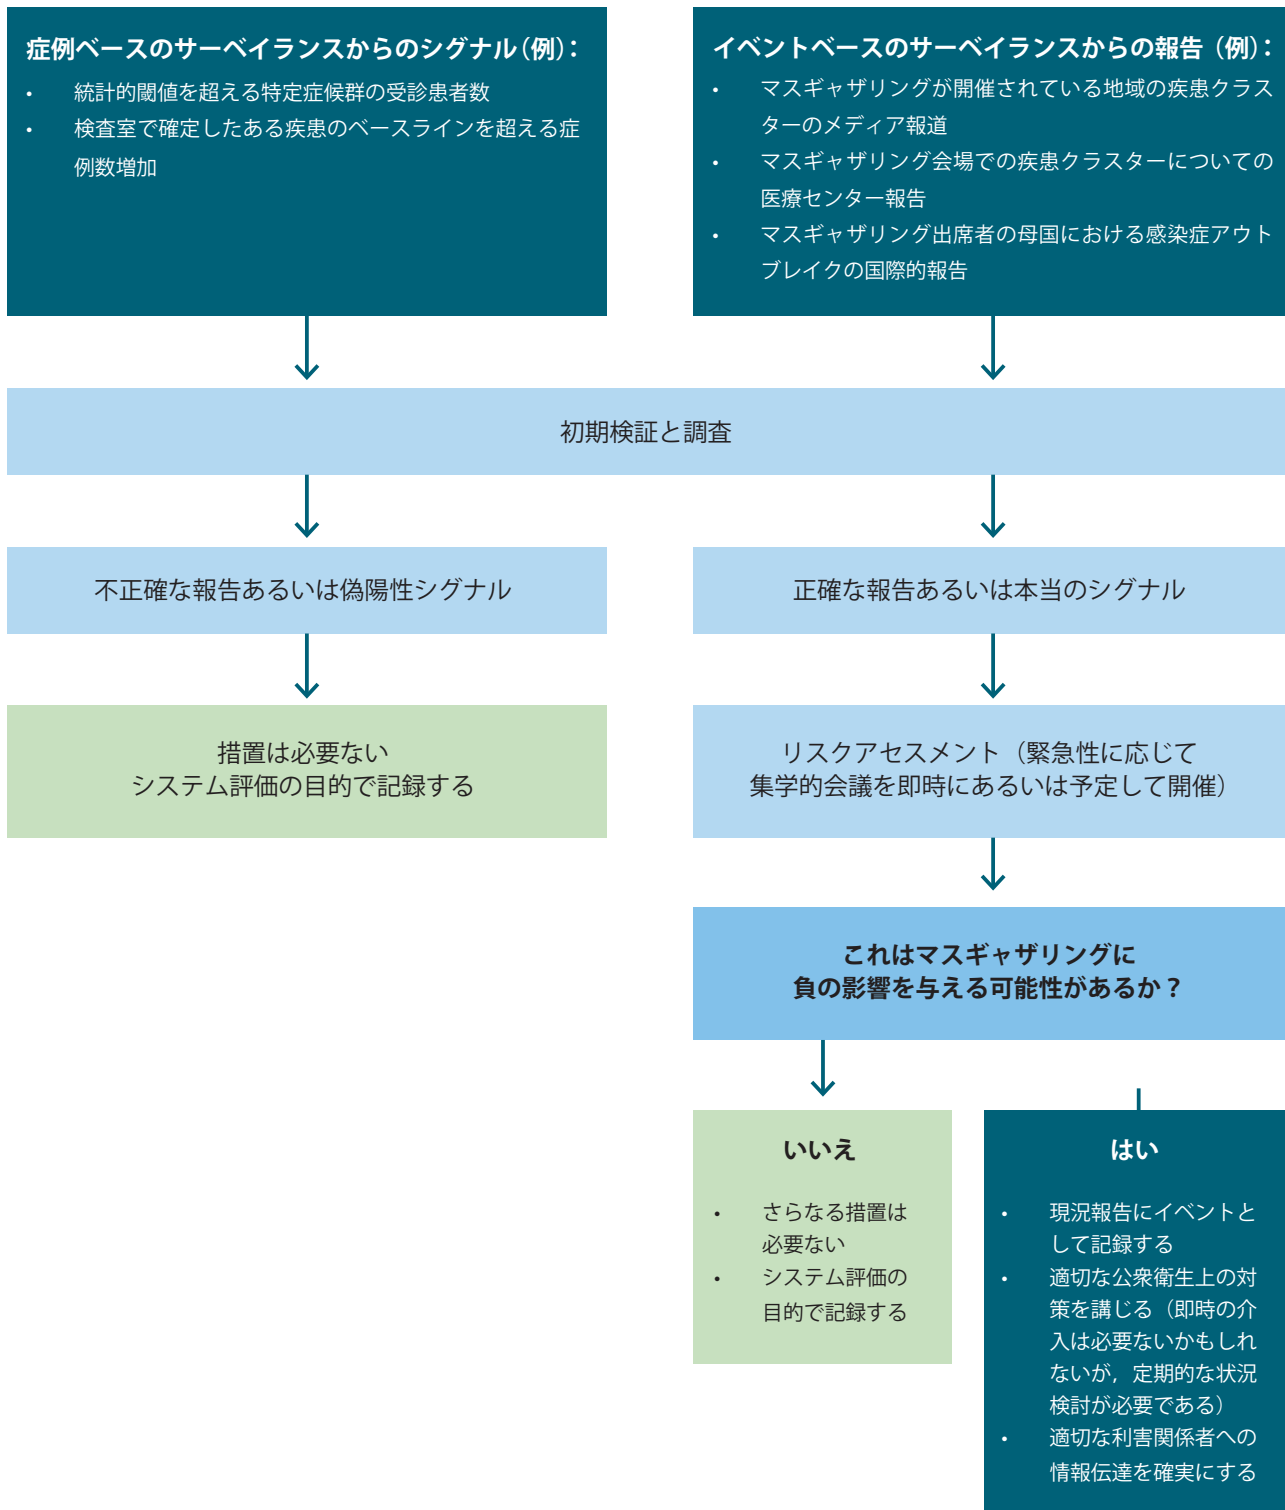 症例ベースのサーベイランスからのシグナル（例）：
• 統計的閾値を超える特定症候群の受診患者数
• 検査室で確定したある疾患のベースラインを超える症
例数増加
イベントベースのサーベイランスからの報告（例）：
• マスギャザリングが開催されている地域の疾患クラス
ターのメディア報道
• マスギャザリング会場での疾患クラスターについての
医療センター報告
• マスギャザリング出席者の母国における感染症アウト
ブレイクの国際的報告
初期検証と調査
不正確な報告あるいは偽陽性シグナル
正確な報告あるいは本当のシグナル
措置は必要ない
システム評価の目的で記録する
リスクアセスメント（緊急性に応じて
集学的会議を即時にあるいは予定して開催）
これはマスギャザリングに
負の影響を与える可能性があるか？
いいえ
• さらなる措置は
必要ない
• システム評価の
目的で記録する
はい
• 現況報告にイベントと
して記録する
• 適切な公衆衛生上の対
策を講じる（即時の介
入は必要ないかもしれ
ないが，定期的な状況
検討が必要である）
• 適切な利害関係者への
情報伝達を確実にする